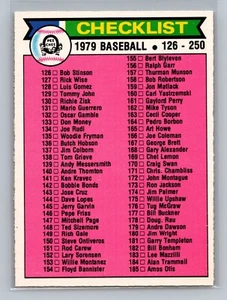 O-PEE-CHEE
CHECKLIST
1979 BASEBALL • 126 - 250
126 □ Bob Stinson
127 □ Rick Wise
128 □ Luis Gomez
129 □ Tommy John
130 □ Richie Zisk
131 □ Mario Guerrero
132 □ Oscar Gamble
133 □ Don Money
134 □ Joe Rudi
135 □ Woodie Fryman
136 □ Butch Hobson
137 □ Jim Colborn
138 □ Tom Grieve
139 □ Andy Messersmith
140 □ Andre Thornton
141 □ Ken Kravec
142 □ Bobby Bonds
143 □ Jose Cruz
144 □ Dave Lopes
145 □ Jerry Garvin
146 □ Pepe Frias
147 □ Mitchell Page
148 □ Ted Sizemore
149 □ Rich Gale
150 □ Steve Ontiveros
151 □ Rod Carew
152 □ Lary Sorensen
153 □ Willie Montanez
154 □ Floyd Bannister
155 □ Bert Blyleven
156 □ Ralph Garr
157 □ Thurman Munson
158 □ Bob Robertson
159 □ Jon Matlack
160 □ Carl Yastrzemski
161 □ Gaylord Perry
162 □ Mike Tyson
163 □ Cecil Cooper
164 □ Pedro Borbon
165 □ Art Howe
166 □ Joe Coleman
167 □ George Brett
168 □ Gary Alexander
169 □ Chet Lemon
170 □ Craig Swan
171 □ Chris Chambliss
172 □ John Montague
173 □ Ron Jackson
174 □ Jim Palmer
175 □ Willie Upshaw
176 □ Tug McGraw
177 □ Bill Buckner
178 □ Doug. Rau
179 □ Andre Dawson
180 □ Jim Wright
181 □ Garry Templeton
182 □ Bill Bonham
183 □ Lee Mazzilli
184 □ Alan Trammell
185 □ Amos Otis